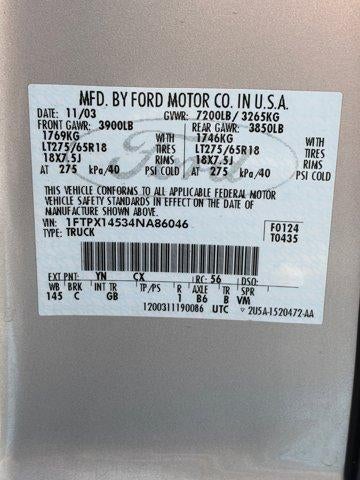 MFD. BY FORD MOTOR CO. IN U.S.A.
DATE: 11/03 GVWR: 7200LB / 3265KG
FRONT GAWR: 3900LB REAR GAWR: 3850LB
1769KG WITH 1746KG WITH
LT275/65R18 TIRES LT275/65R18 TIRES
18X7.5J RIMS 18X7.5J RIMS
AT 275 kPa/40 PSI COLD AT 275 kPa/40 PSI COLD
THIS VEHICLE CONFORMS TO ALL APPLICABLE FEDERAL MOTOR
VEHICLE SAFETY STANDARDS IN EFFECT ON THE DATE OF
MANUFACTURE SHOWN ABOVE.
VIN: 1FTPX14534NA86046 F0124
TYPE: TRUCK T0435
EXT PNT: YN CX RC: 56 DSO:
WB BRK INT TR TP/PS R AXLE TR SPR
145 C GB 1 B6 B VM
1200311190086 UTC 2U5A-1520472-AA
Ford